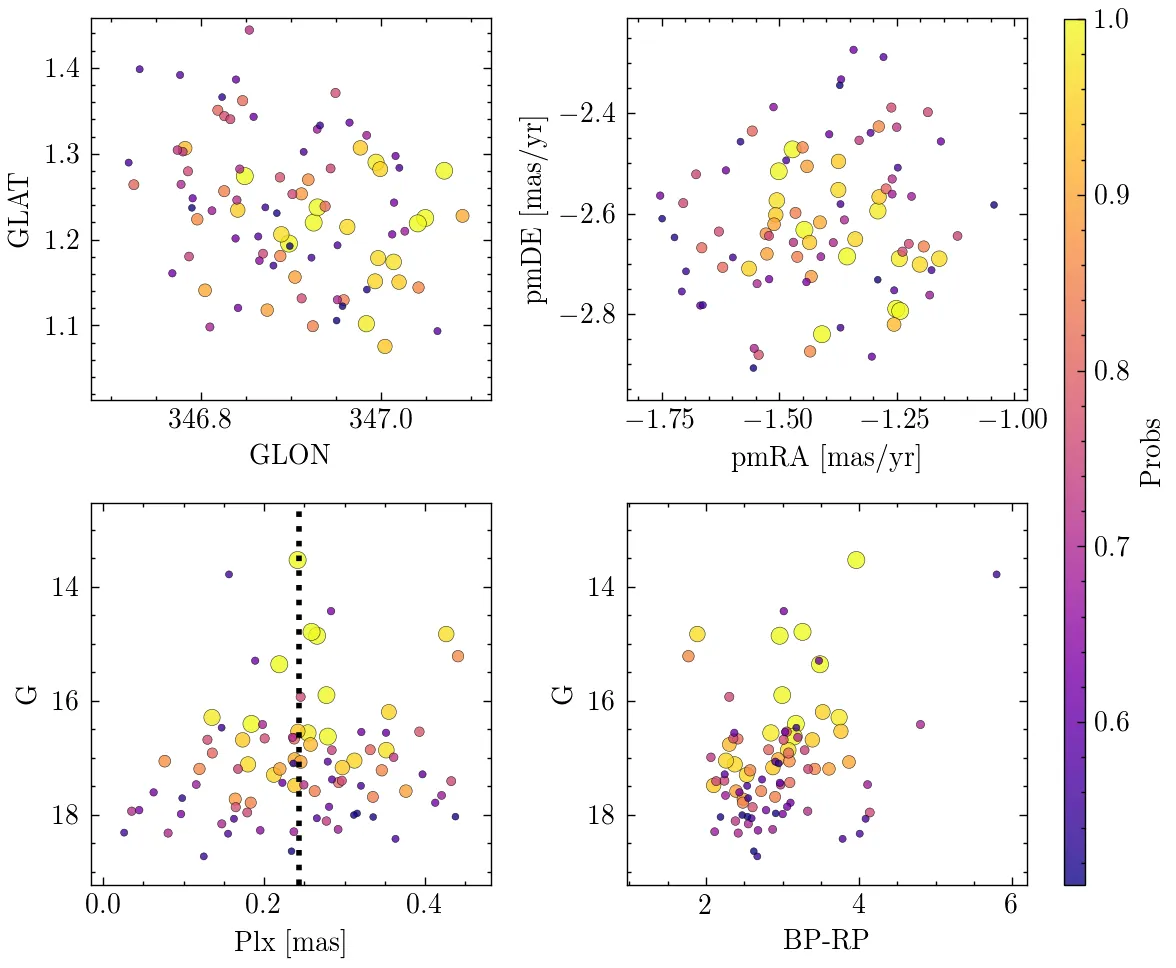 1.4
1.3
1.2
1.1
GLAT
346.8 347.0
GLON
−2.4
−2.6
−2.8
pmDE [mas/yr]
−1.75 −1.50 −1.25 −1.00
pmRA [mas/yr]
14
16
18
G
0.0 0.2 0.4
Plx [mas]
14
16
18
G
2 4 6
BP-RP
1.0
0.9
0.8
0.7
0.6
Probs